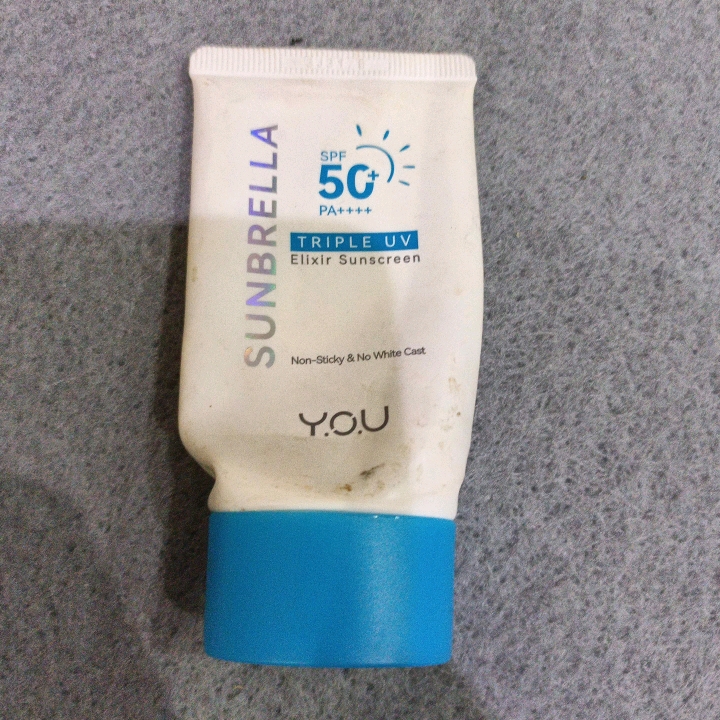 SUNBRELLA
SPF
50+
PA++++
TRIPLE UV
Elixir Sunscreen
Non-Sticky & No White Cast
Y.O.U